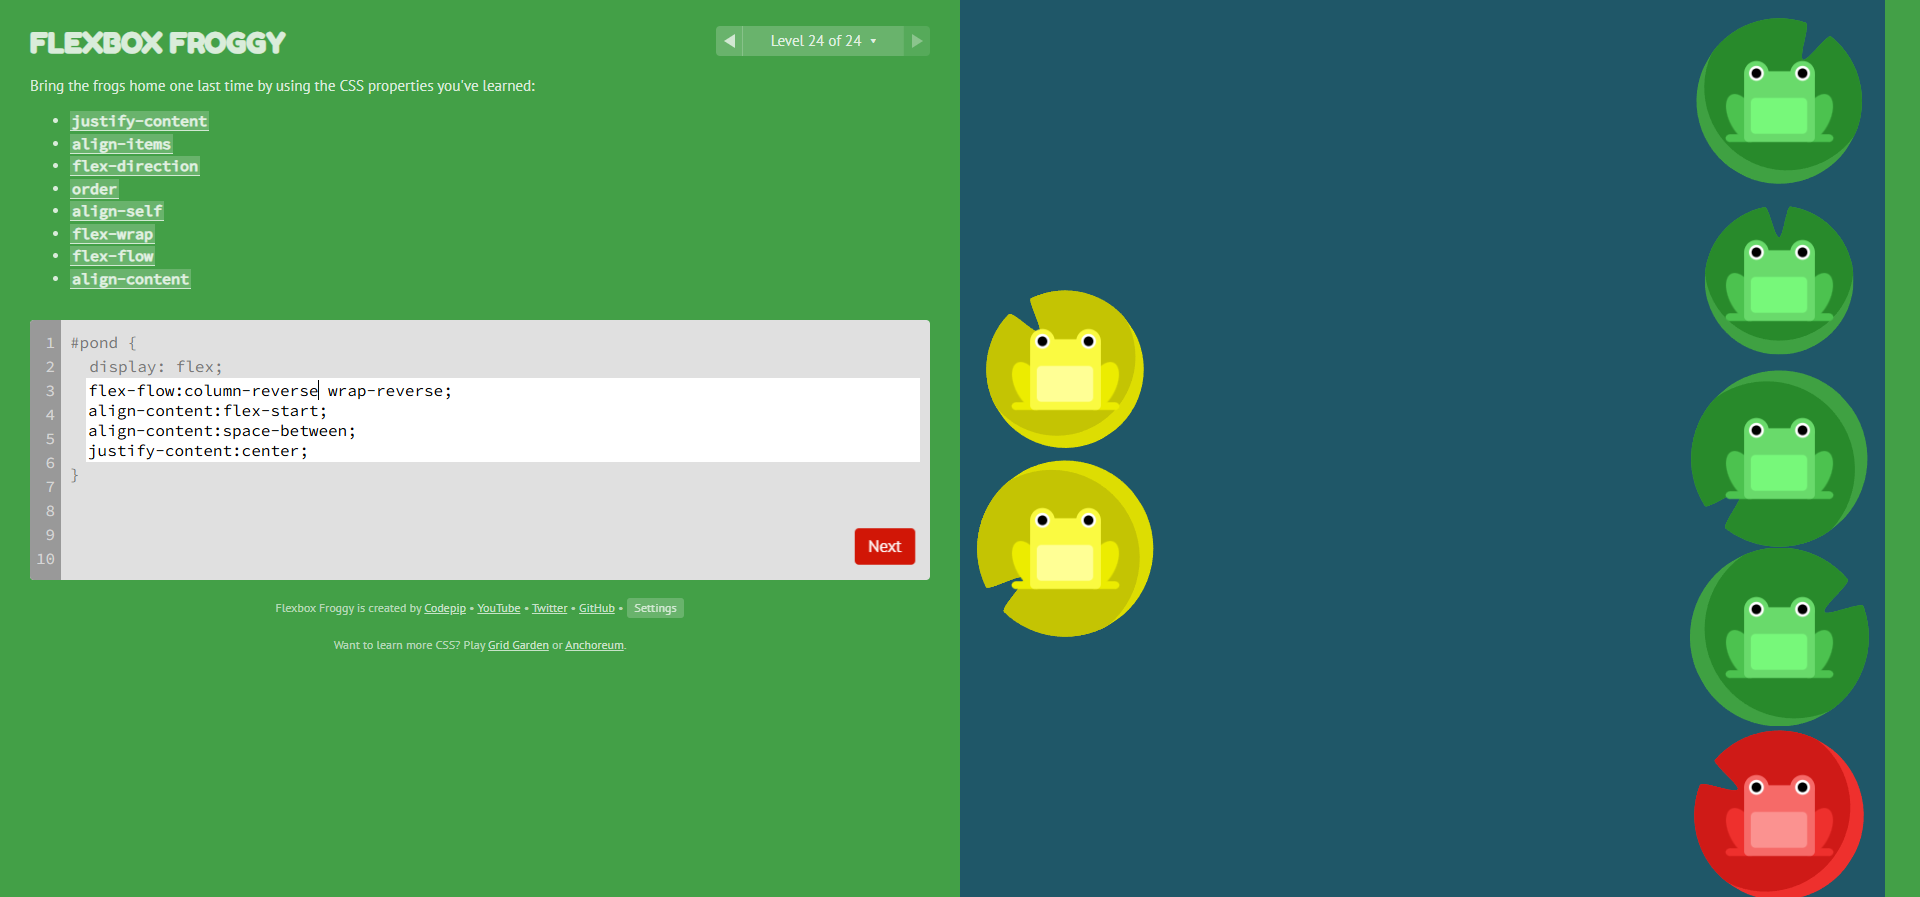 FLEXBOX FROGGY
Level 24 of 24
Bring the frogs home one last time by using the CSS properties you've learned:
justify-content
align-items
flex-direction
order
align-self
flex-wrap
flex-flow
align-content
1 #pond {
2 display: flex;
3 flex-flow:column-reverse wrap-reverse;
4 align-content:flex-start;
5 align-content:space-between;
6 justify-content:center;
7 }
8
9
10
Next
Flexbox Froggy is created by Codepip • YouTube • Twitter • GitHub • Settings
Want to learn more CSS? Play Grid Garden or Anchoreum.